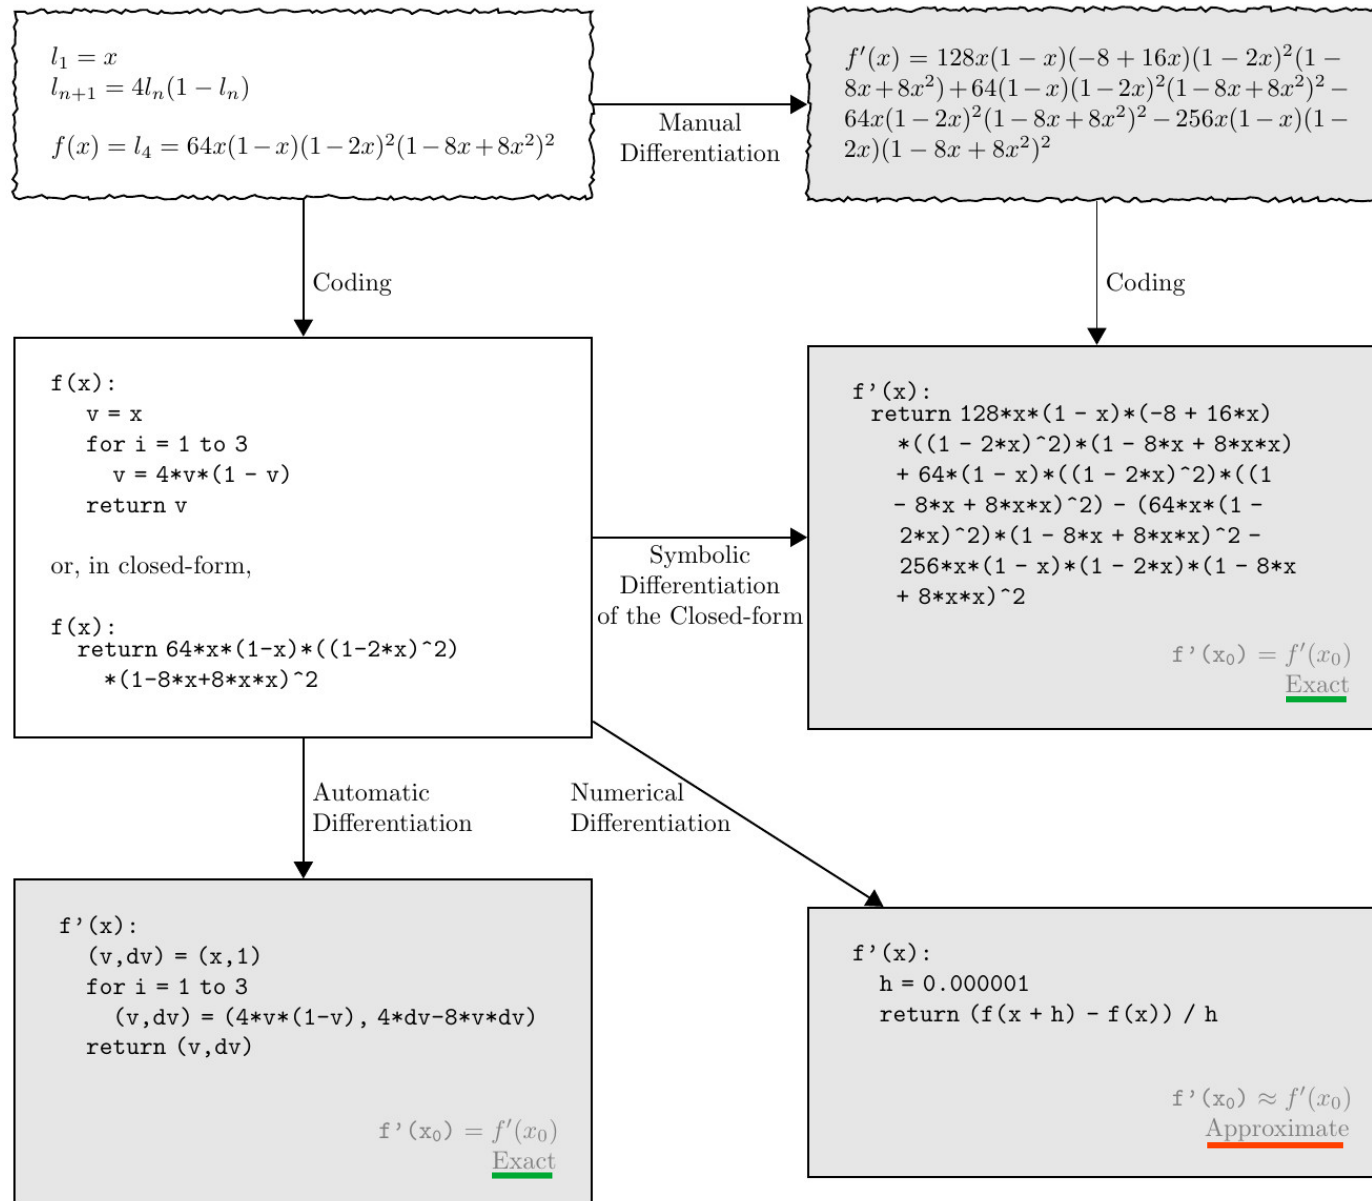 l₁ = x
lₙ₊₁ = 4lₙ(1 − lₙ)
f(x) = l₄ = 64x(1−x)(1−2x)²(1−8x+8x²)²
Manual
Differentiation
f′(x) = 128x(1 − x)(−8 + 16x)(1 − 2x)²(1 −
8x+8x²)+64(1−x)(1−2x)²(1−8x+8x²)² −
64x(1−2x)²(1−8x+8x²)² −256x(1−x)(1−
2x)(1 − 8x + 8x²)²
Coding
Coding
f(x):
v = x
for i = 1 to 3
v = 4*v*(1 - v)
return v
or, in closed-form,
f(x):
return 64*x*(1-x)*((1-2*x)^2)
*(1-8*x+8*x*x)^2
Symbolic
Differentiation
of the Closed-form
f'(x):
return 128*x*(1 - x)*(-8 + 16*x)
*((1 - 2*x)^2)*(1 - 8*x + 8*x*x)
+ 64*(1 - x)*((1 - 2*x)^2)*((1
- 8*x + 8*x*x)^2) - (64*x*(1 -
2*x)^2)*(1 - 8*x + 8*x*x)^2 -
256*x*(1 - x)*(1 - 2*x)*(1 - 8*x
+ 8*x*x)^2
f'(x₀) = f′(x₀)
Exact
Automatic
Differentiation
Numerical
Differentiation
f'(x):
(v,dv) = (x,1)
for i = 1 to 3
(v,dv) = (4*v*(1-v), 4*dv-8*v*dv)
return (v,dv)
f'(x₀) = f′(x₀)
Exact
f'(x):
h = 0.000001
return (f(x + h) - f(x)) / h
f'(x₀) ≈ f′(x₀)
Approximate